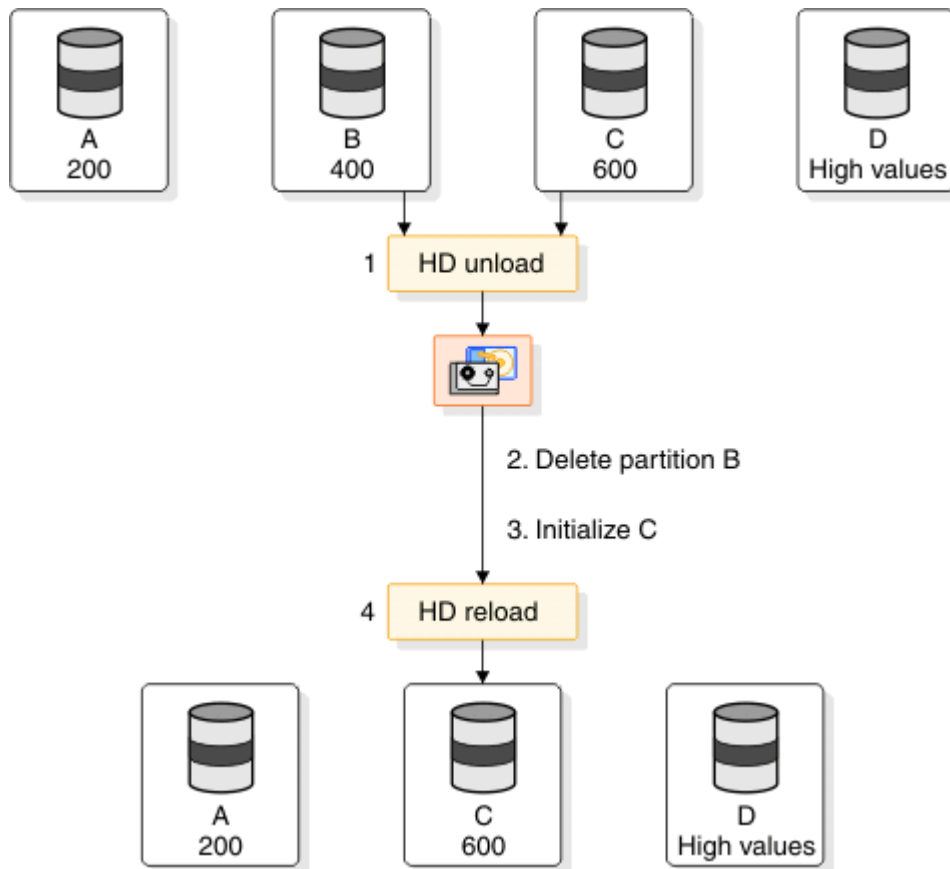 A
200
B
400
C
600
D
High values
1
HD unload
2. Delete partition B
3. Initialize C
4
HD reload
A
200
C
600
D
High values